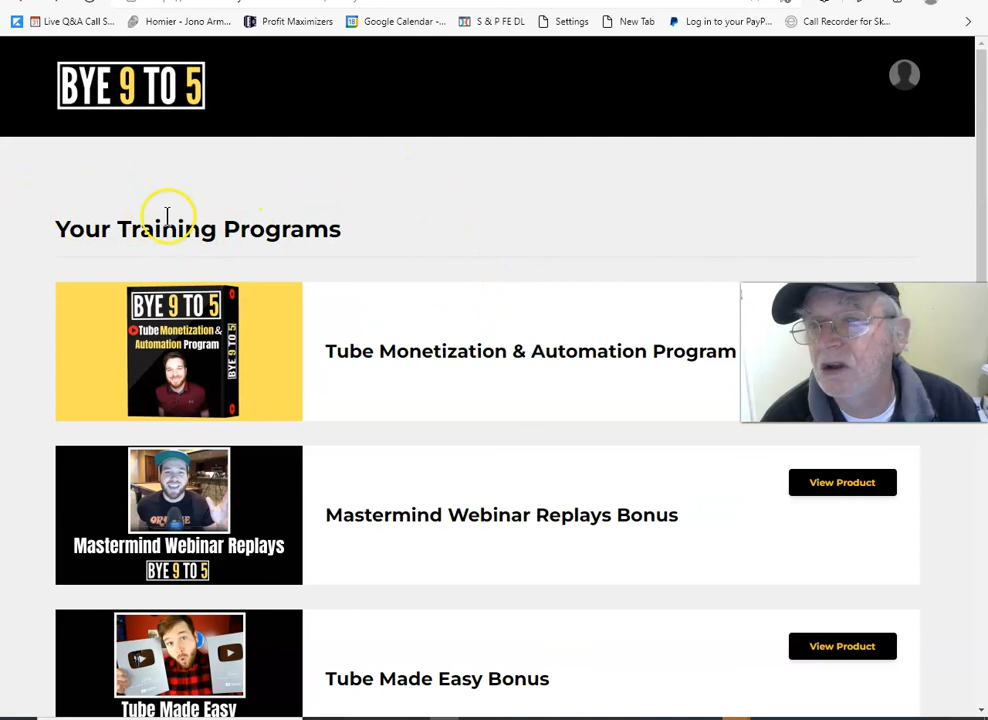 Live Q&A Call S...
Homier - Jono Arm...
Profit Maximizers
Google Calendar -...
S & P FE DL
Settings
New Tab
Log in to your PayP...
Call Recorder for Sk...
BYE 9 TO 5
Your Training Programs
BYE 9 TO 5
Tube Monetization &
Automation Program
BYE 9 TO 5
Tube Monetization & Automation Program
Mastermind Webinar Replays
BYE 9 TO 5
View Product
Mastermind Webinar Replays Bonus
Tube Made Easy
View Product
Tube Made Easy Bonus